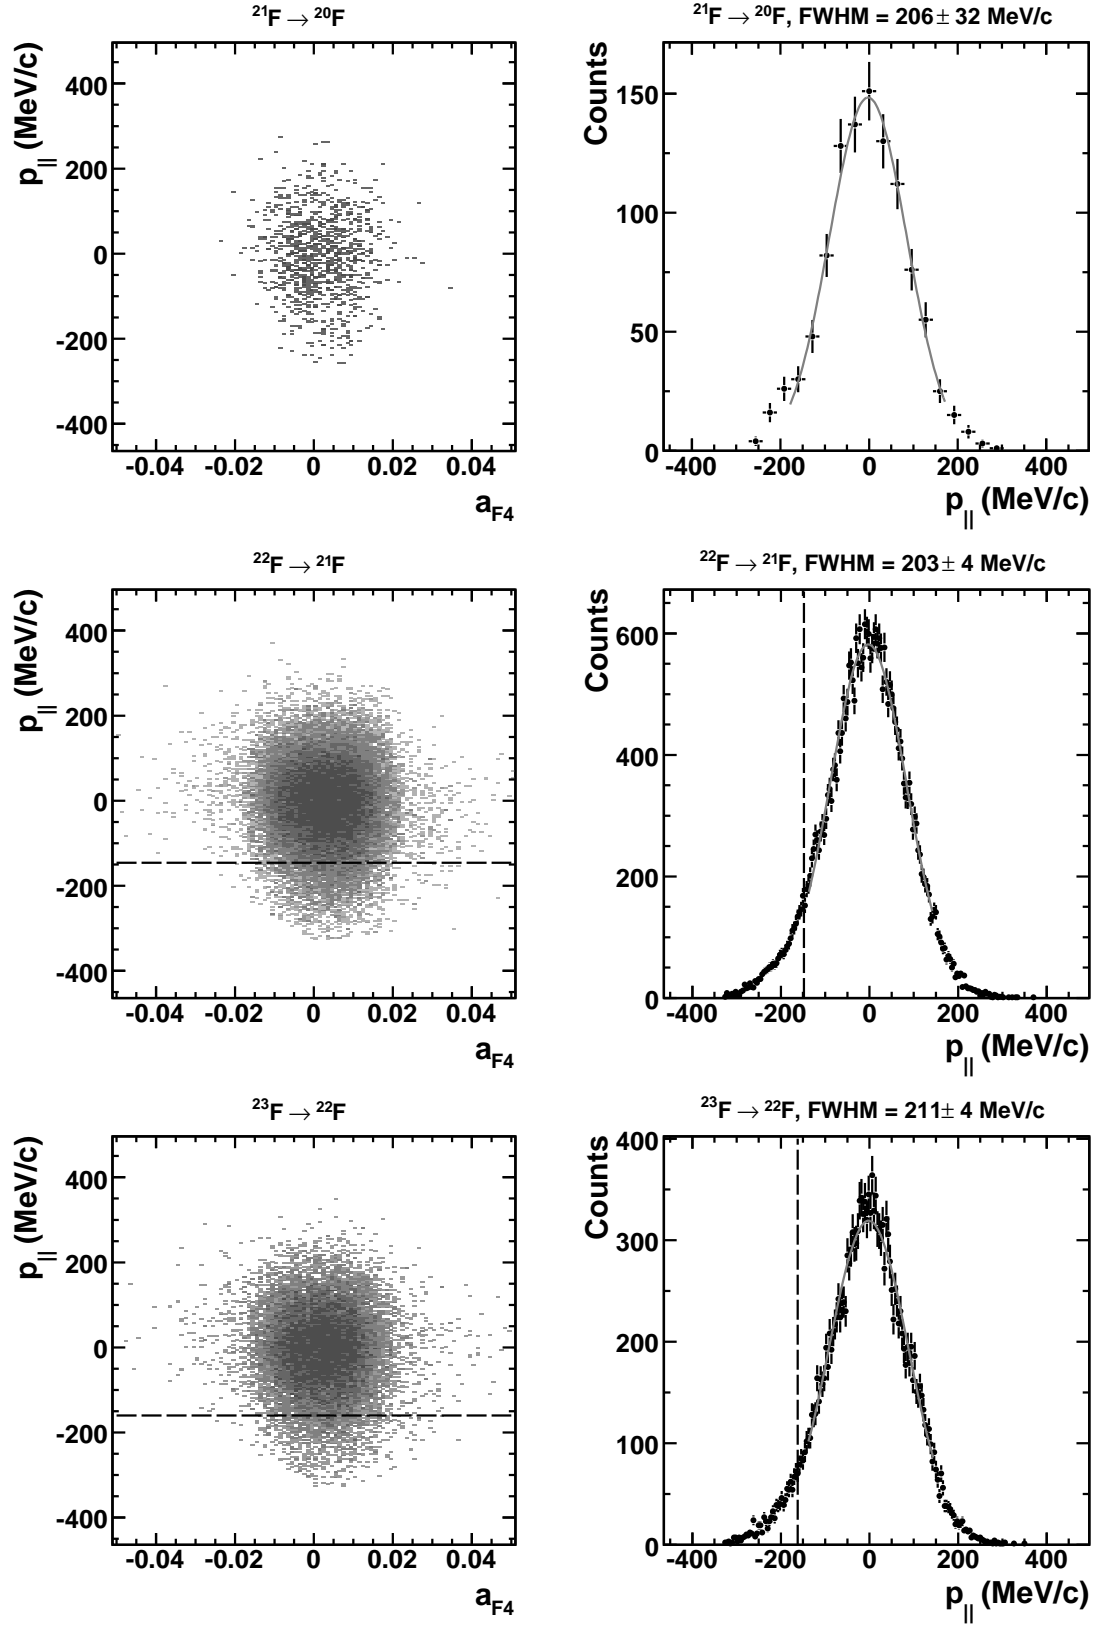 ²¹F → ²⁰F
p|| (MeV/c)
400
200
0
-200
-400
-0.04 -0.02 0 0.02 0.04
aF4
²¹F → ²⁰F, FWHM = 206± 32 MeV/c
Counts
150
100
50
0
-400 -200 0 200 400
p|| (MeV/c)
²²F → ²¹F
p|| (MeV/c)
400
200
0
-200
-400
-0.04 -0.02 0 0.02 0.04
aF4
²²F → ²¹F, FWHM = 203± 4 MeV/c
Counts
600
400
200
0
-400 -200 0 200 400
p|| (MeV/c)
²³F → ²²F
p|| (MeV/c)
400
200
0
-200
-400
-0.04 -0.02 0 0.02 0.04
aF4
²³F → ²²F, FWHM = 211± 4 MeV/c
Counts
400
300
200
100
0
-400 -200 0 200 400
p|| (MeV/c)